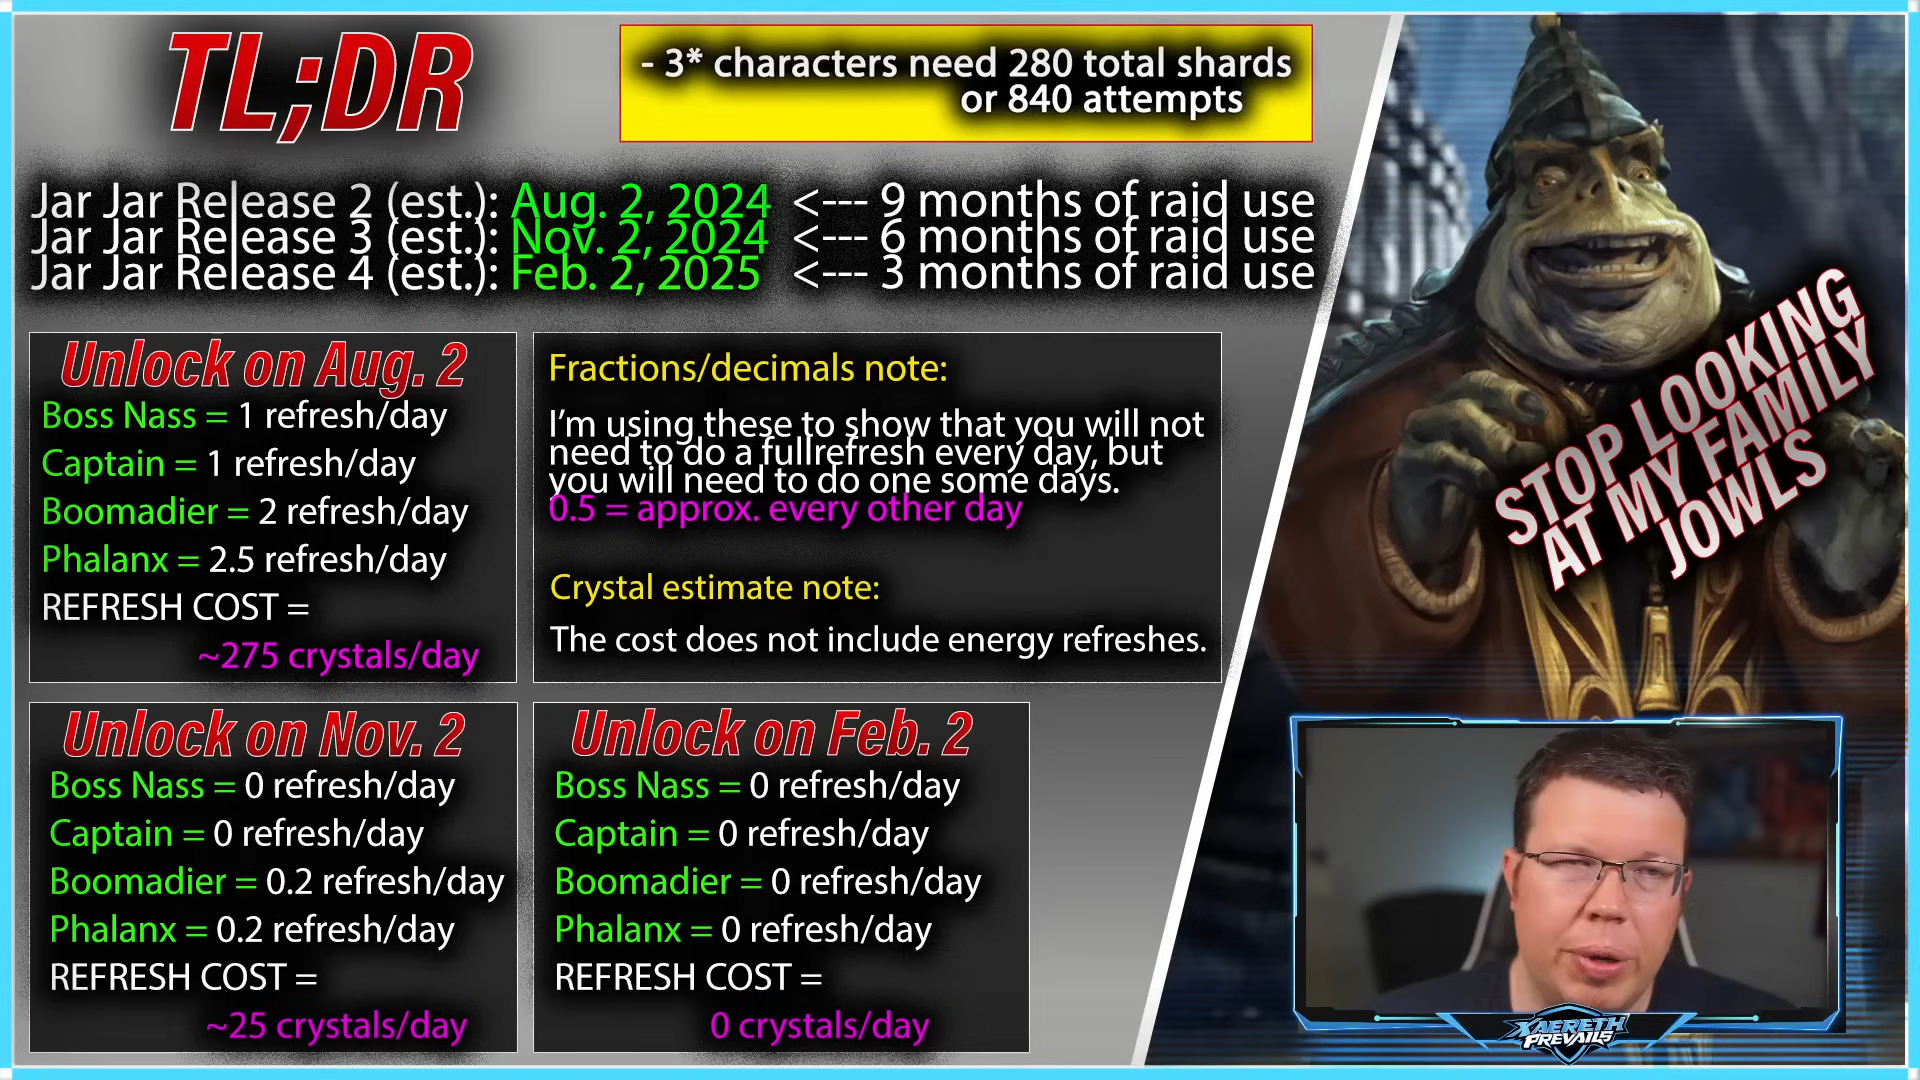 TL;DR
- 3* characters need 280 total shards
or 840 attempts
Jar Jar Release 2 (est.): Aug. 2, 2024 <--- 9 months of raid use
Jar Jar Release 3 (est.): Nov. 2, 2024 <--- 6 months of raid use
Jar Jar Release 4 (est.): Feb. 2, 2025 <--- 3 months of raid use
Unlock on Aug. 2
Boss Nass = 1 refresh/day
Captain = 1 refresh/day
Boomadier = 2 refresh/day
Phalanx = 2.5 refresh/day
REFRESH COST =
~275 crystals/day
Fractions/decimals note:
I'm using these to show that you will not
need to do a fullrefresh every day, but
you will need to do one some days.
0.5 = approx. every other day
Crystal estimate note:
The cost does not include energy refreshes.
Unlock on Nov. 2
Boss Nass = 0 refresh/day
Captain = 0 refresh/day
Boomadier = 0.2 refresh/day
Phalanx = 0.2 refresh/day
REFRESH COST =
~25 crystals/day
Unlock on Feb. 2
Boss Nass = 0 refresh/day
Captain = 0 refresh/day
Boomadier = 0 refresh/day
Phalanx = 0 refresh/day
REFRESH COST =
0 crystals/day
STOP LOOKING
AT MY FAMILY
JOWLS
XAERETH
PREVAILS